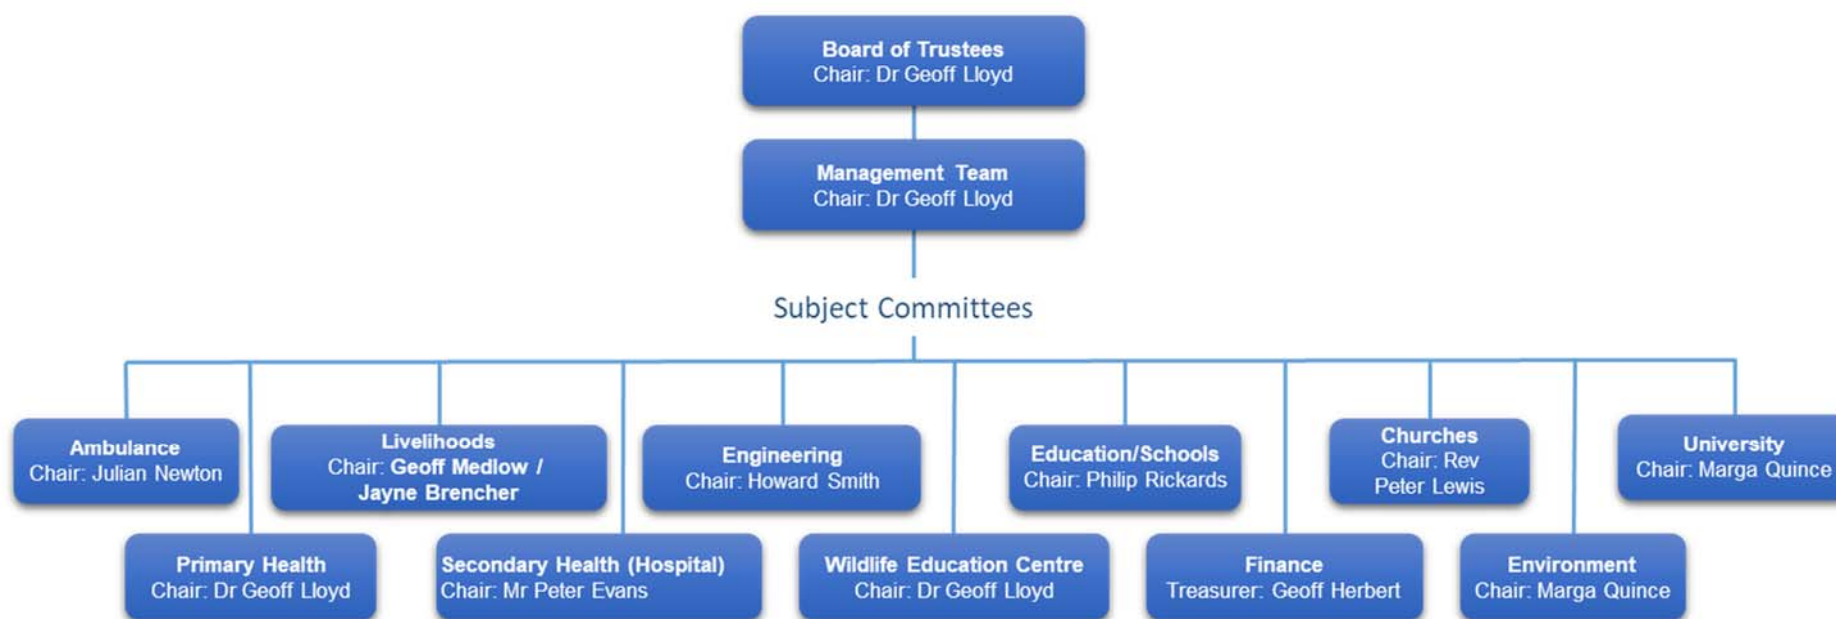 Board of Trustees
Chair: Dr Geoff Lloyd
Management Team
Chair: Dr Geoff Lloyd
Subject Committees
Ambulance
Chair: Julian Newton
Livelihoods
Chair: Geoff Medlow /
Jayne Brencher
Engineering
Chair: Howard Smith
Education/Schools
Chair: Philip Rickards
Churches
Chair: Rev
Peter Lewis
University
Chair: Marga Quince
Primary Health
Chair: Dr Geoff Lloyd
Secondary Health (Hospital)
Chair: Mr Peter Evans
Wildlife Education Centre
Chair: Dr Geoff Lloyd
Finance
Treasurer: Geoff Herbert
Environment
Chair: Marga Quince